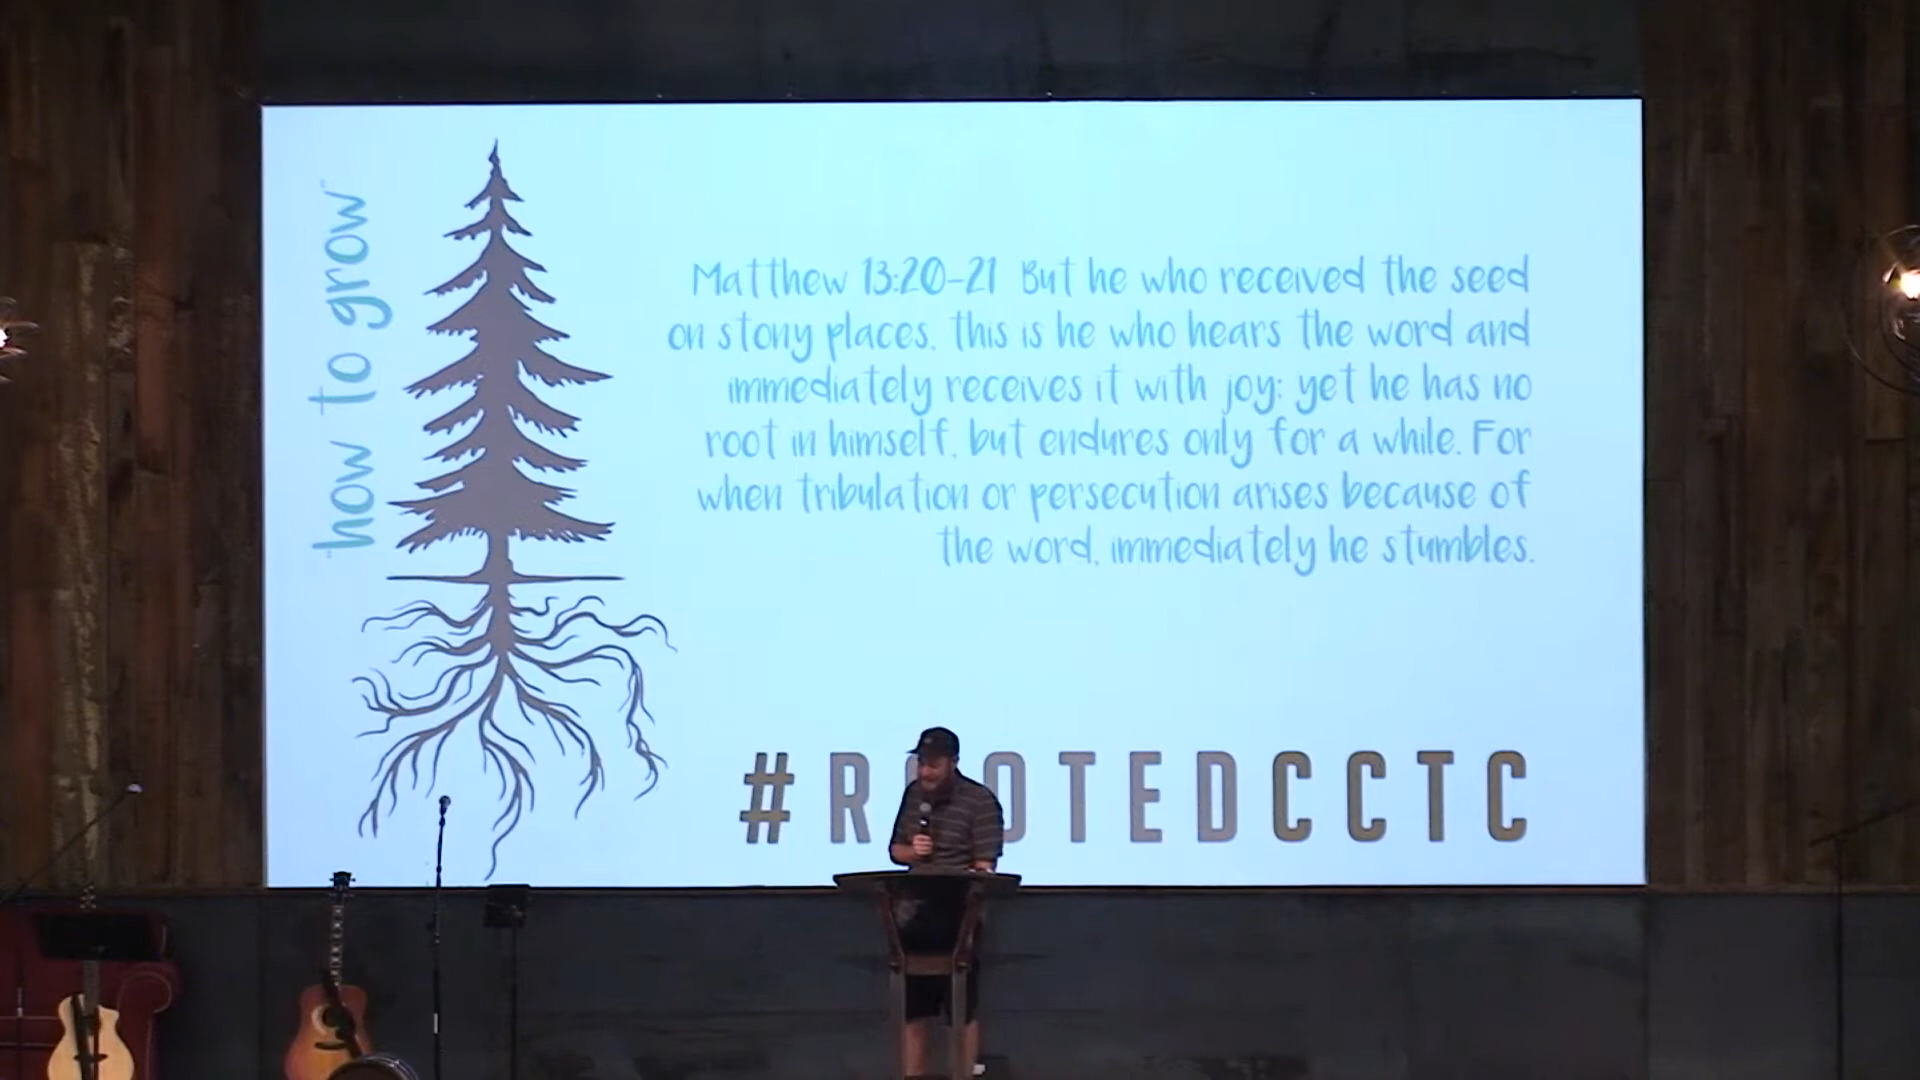 "how to grow"
Matthew 13:20-21 But he who received the seed
on stony places, this is he who hears the word and
immediately receives it with joy; yet he has no
root in himself, but endures only for a while. For
when tribulation or persecution arises because of
the word, immediately he stumbles.
#ROOTEDCCTC